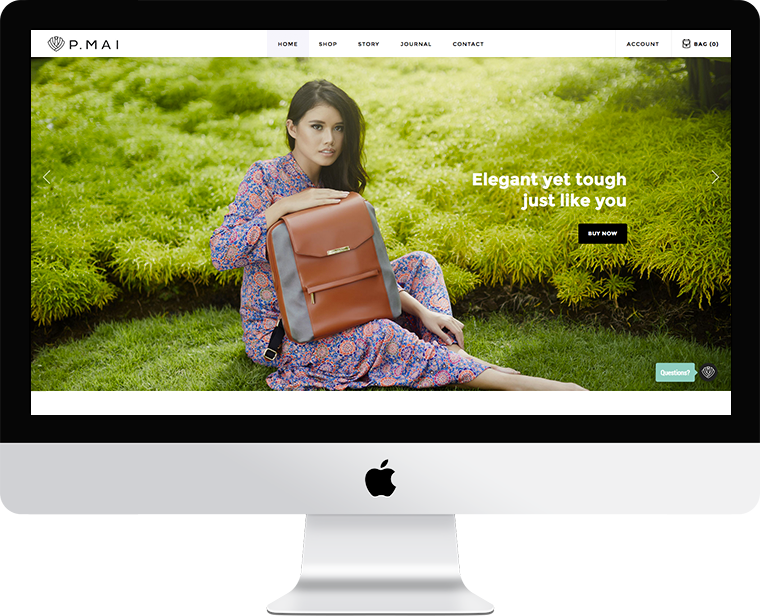 P.MAI
HOME SHOP STORY JOURNAL CONTACT ACCOUNT BAG (0)
Elegant yet tough
just like you
BUY NOW
Questions?